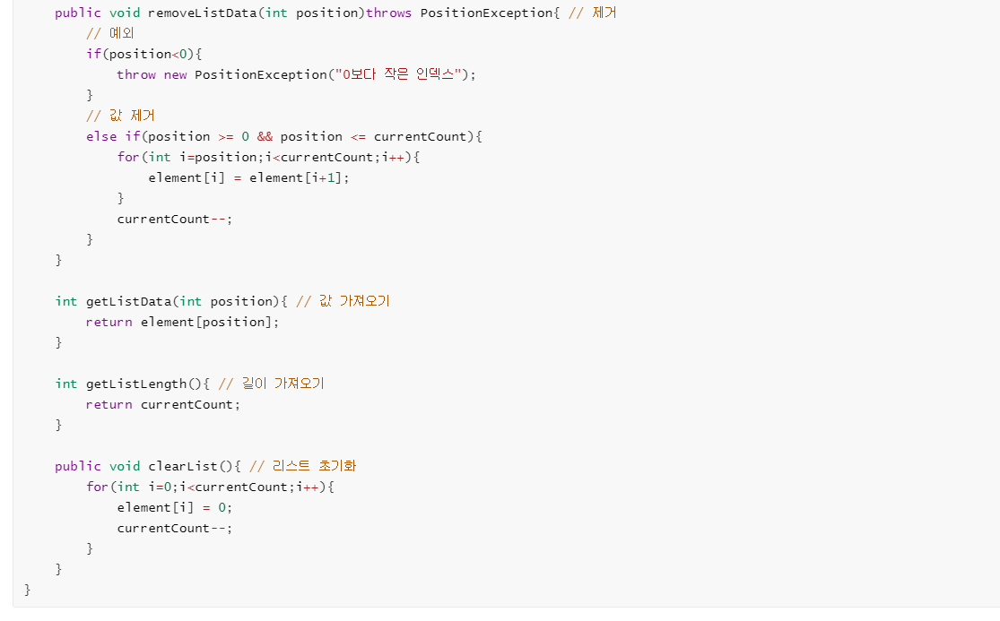 public void removeListData(int position)throws PositionException{ // 제거
// 예외
if(position<0){
throw new PositionException("0보다 작은 인덱스");
}
// 값 제거
else if(position >= 0 && position <= currentCount){
for(int i=position;i<currentCount;i++){
element[i] = element[i+1];
}
currentCount--;
}
}
int getListData(int position){ // 값 가져오기
return element[position];
}
int getListLength(){ // 길이 가져오기
return currentCount;
}
public void clearList(){ // 리스트 초기화
for(int i=0;i<currentCount;i++){
element[i] = 0;
currentCount--;
}
}
}